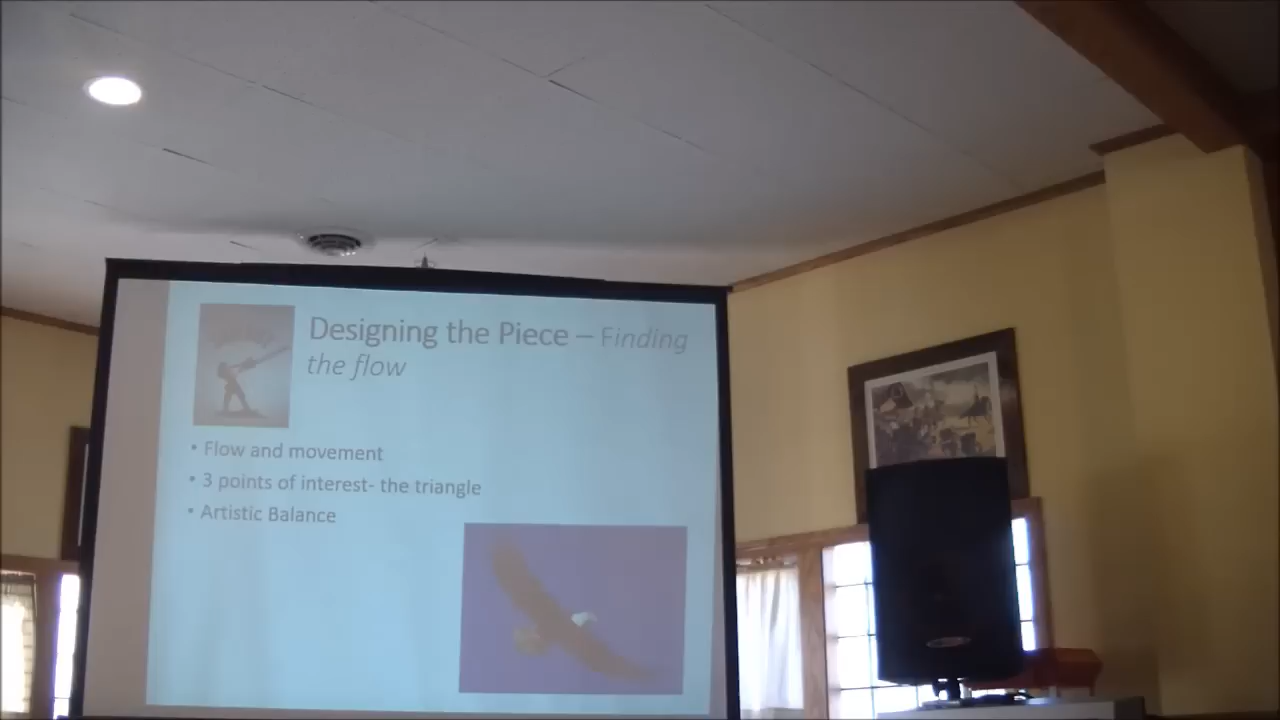 Designing the Piece – Finding
the flow
• Flow and movement
• 3 points of interest- the triangle
• Artistic Balance